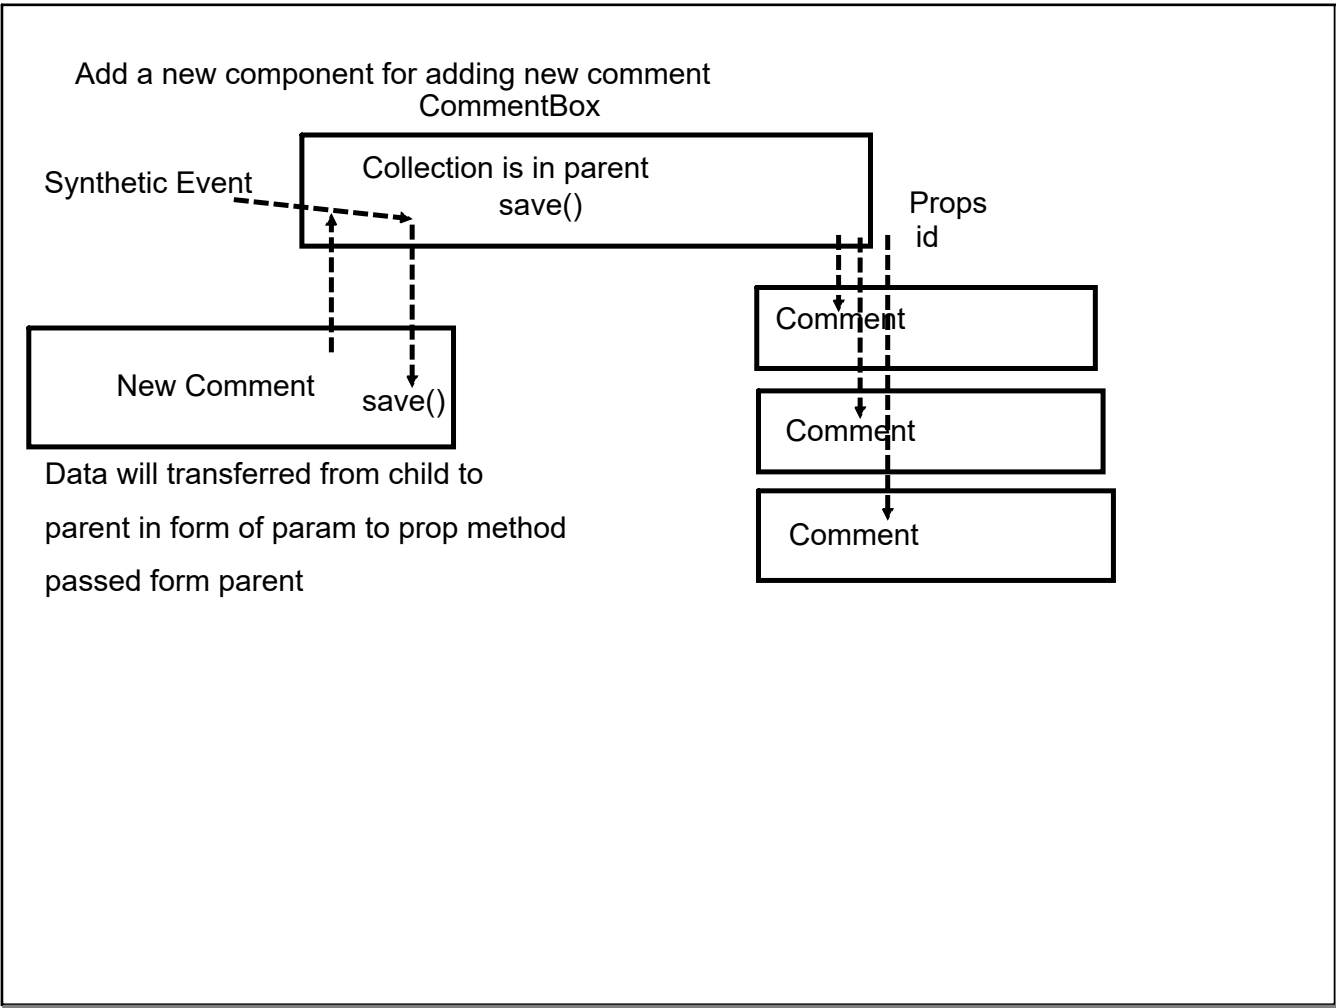 Add a new component for adding new comment
CommentBox
Collection is in parent
Synthetic Event
save()
Props
id
Comment
New Comment
save()
Comment
Data will transferred from child to
parent in form of param to prop method
Comment
passed form parent